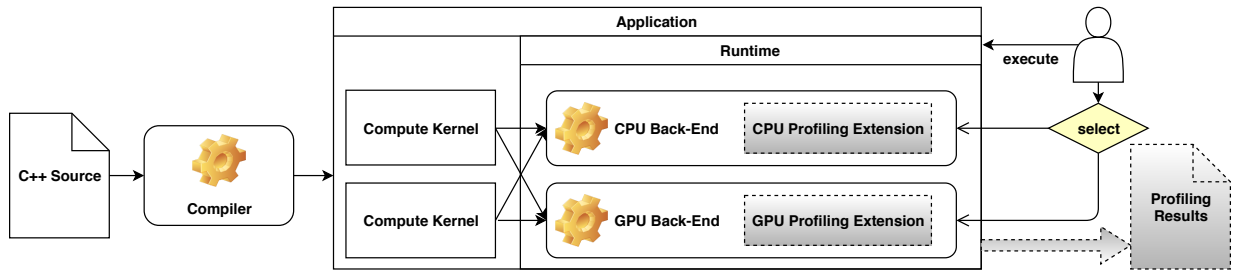 Application
Runtime
execute
C++ Source
Compiler
Compute Kernel
CPU Back-End
CPU Profiling Extension
select
Compute Kernel
GPU Back-End
GPU Profiling Extension
Profiling
Results